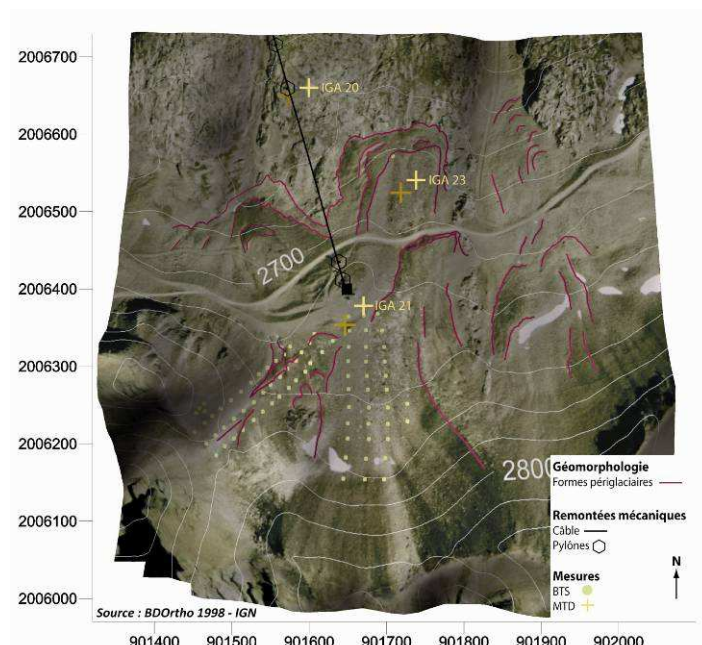 2006700
IGA 20
2006600
IGA 23
2006500
2700
2006400
IGA 21
2006300
2006200
2800
Géomorphologie
Formes périglaciaires
Remontées mécaniques
Câble
Pylônes
2006100
N
Mesures
BTS
MTD
2006000
Source : BDOrtho 1998 - IGN
901400 901500 901600 901700 901800 901900 902000